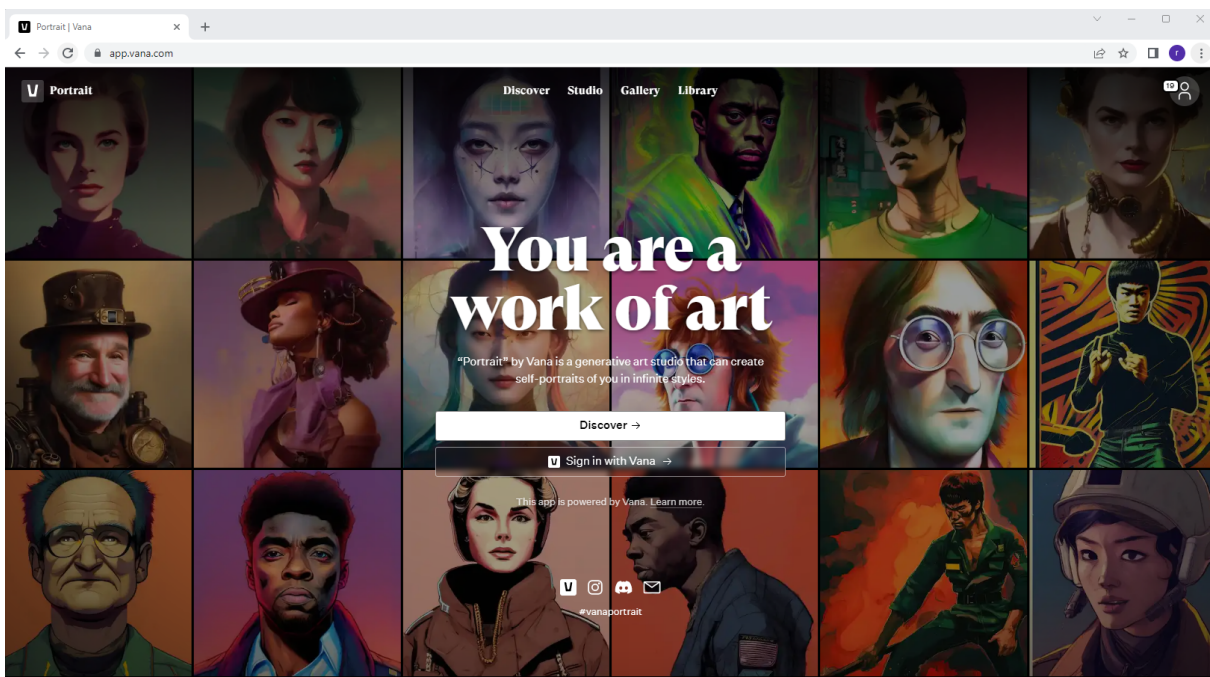 Portrait | Vana
app.vana.com
r
V Portrait
Discover Studio Gallery Library
19
You are a
work of art
“Portrait” by Vana is a generative art studio that can create
self-portraits of you in infinite styles.
Discover →
V Sign in with Vana →
This app is powered by Vana. Learn more.
V
#vanaportrait